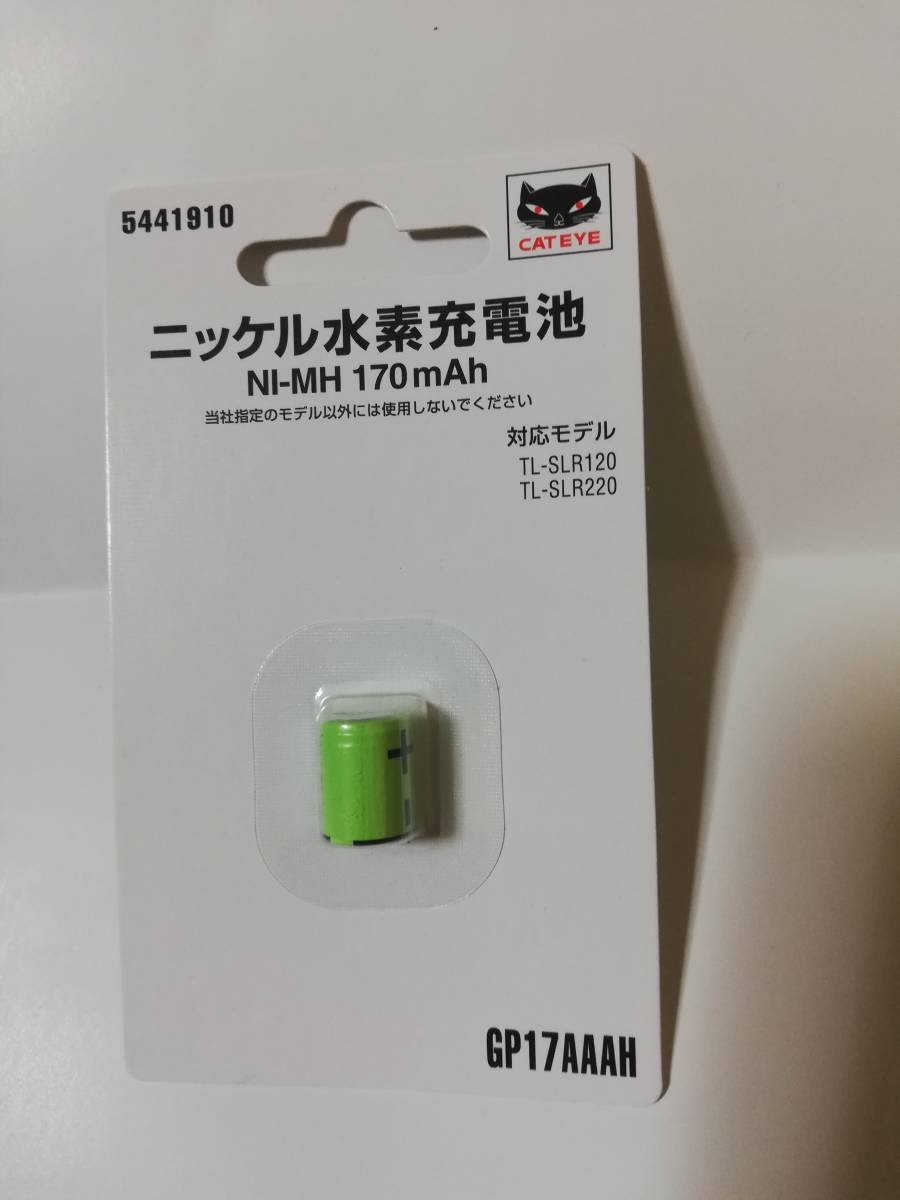 5441910
CATEYE
ニッケル水素充電池
NI-MH 170mAh
当社指定のモデル以外には使用しないでください
対応モデル
TL-SLR120
TL-SLR220
+
-
GP17AAAH